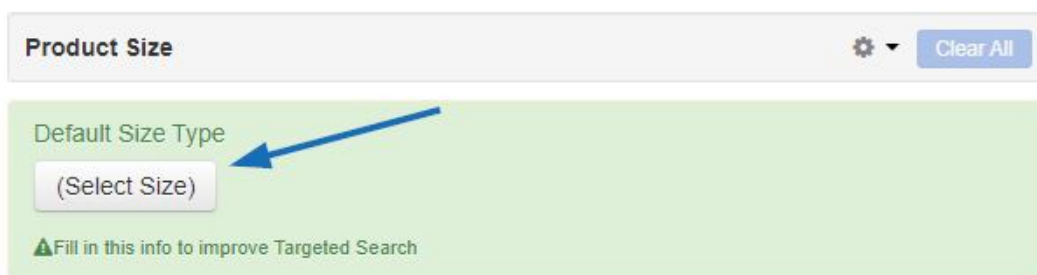 Product Size
Clear All
Default Size Type
(Select Size)
Fill in this info to improve Targeted Search